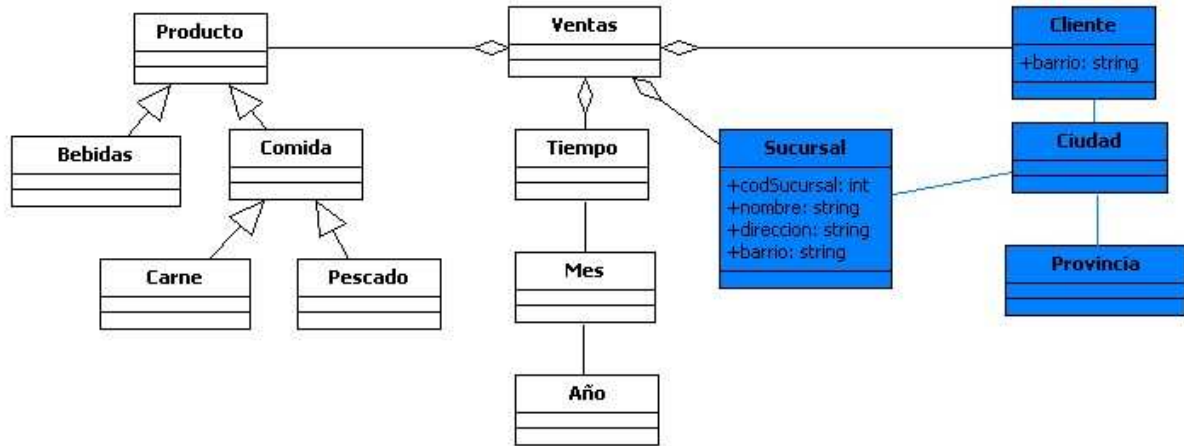 Producto
Ventas
Cliente
+barrio: string
Bebidas
Comida
Tiempo
Sucursal
+codSucursal: int
+nombre: string
+direccion: string
+barrio: string
Ciudad
Carne
Pescado
Mes
Provincia
Año